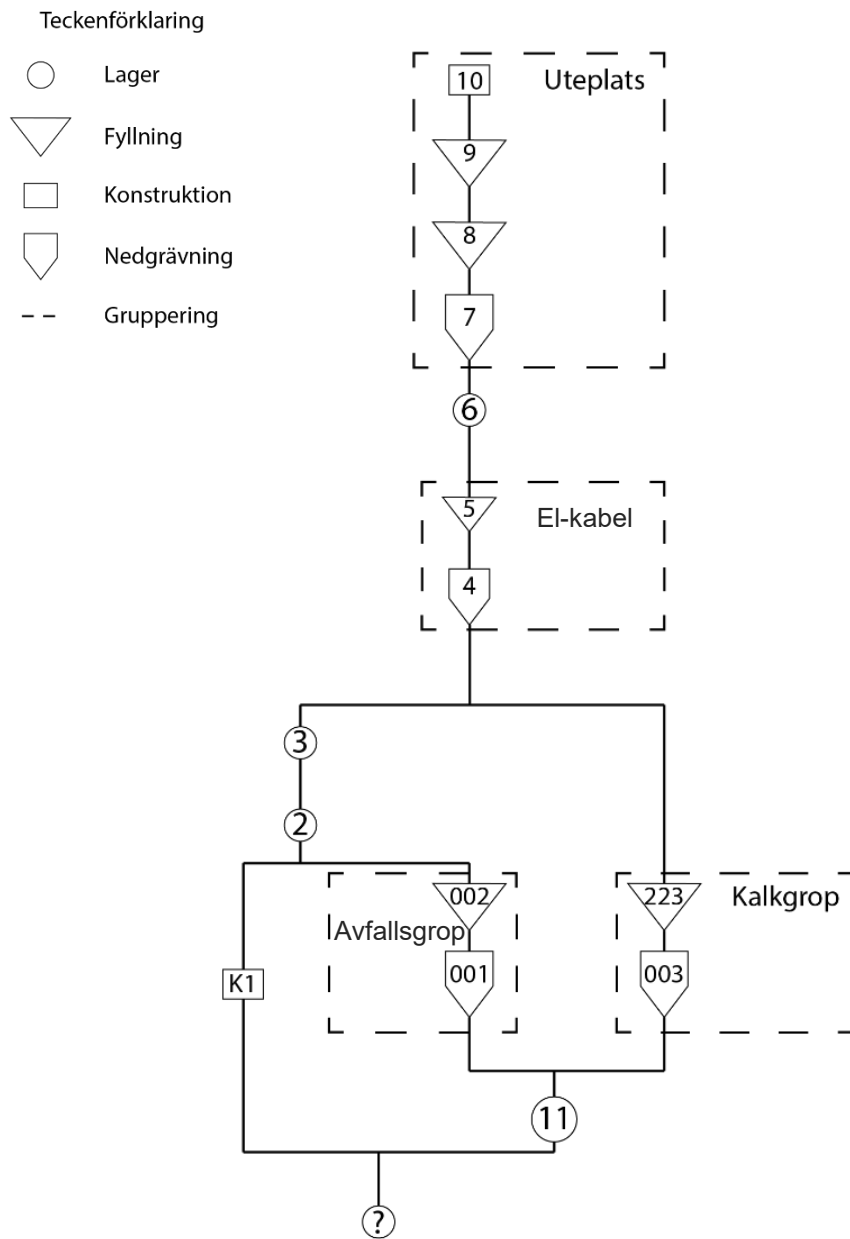 Teckenförklaring
Lager
Fyllning
Konstruktion
Nedgrävning
Gruppering
10
Uteplats
9
8
7
6
5
El-kabel
4
3
2
002
223
Kalkgrop
Avfallsgrop
K1
001
003
11
?